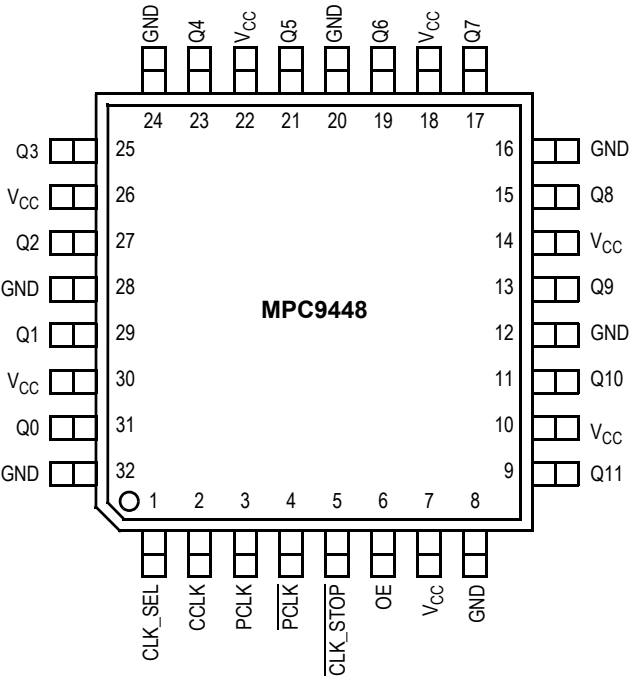 GND Q4 VCC Q5 GND Q6 VCC Q7
24 23 22 21 20 19 18 17
Q3 25 16 GND
VCC 26 15 Q8
Q2 27 14 VCC
GND 28 13 Q9
MPC9448
Q1 29 12 GND
VCC 30 11 Q10
Q0 31 10 VCC
GND 32 9 Q11
1 2 3 4 5 6 7 8
CLK_SEL CCLK PCLK P̅C̅L̅K̅ C̅L̅K̅_̅S̅T̅O̅P̅ OE VCC GND